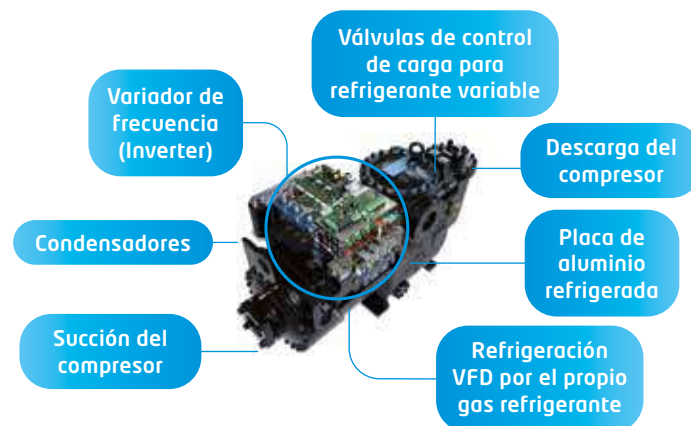 Válvulas de control
de carga para
refrigerante variable
Variador de
frecuencia
(Inverter)
Descarga del
compresor
Condensadores
Placa de
aluminio
refrigerada
Succión del
compresor
Refrigeración
VFD por el propio
gas refrigerante